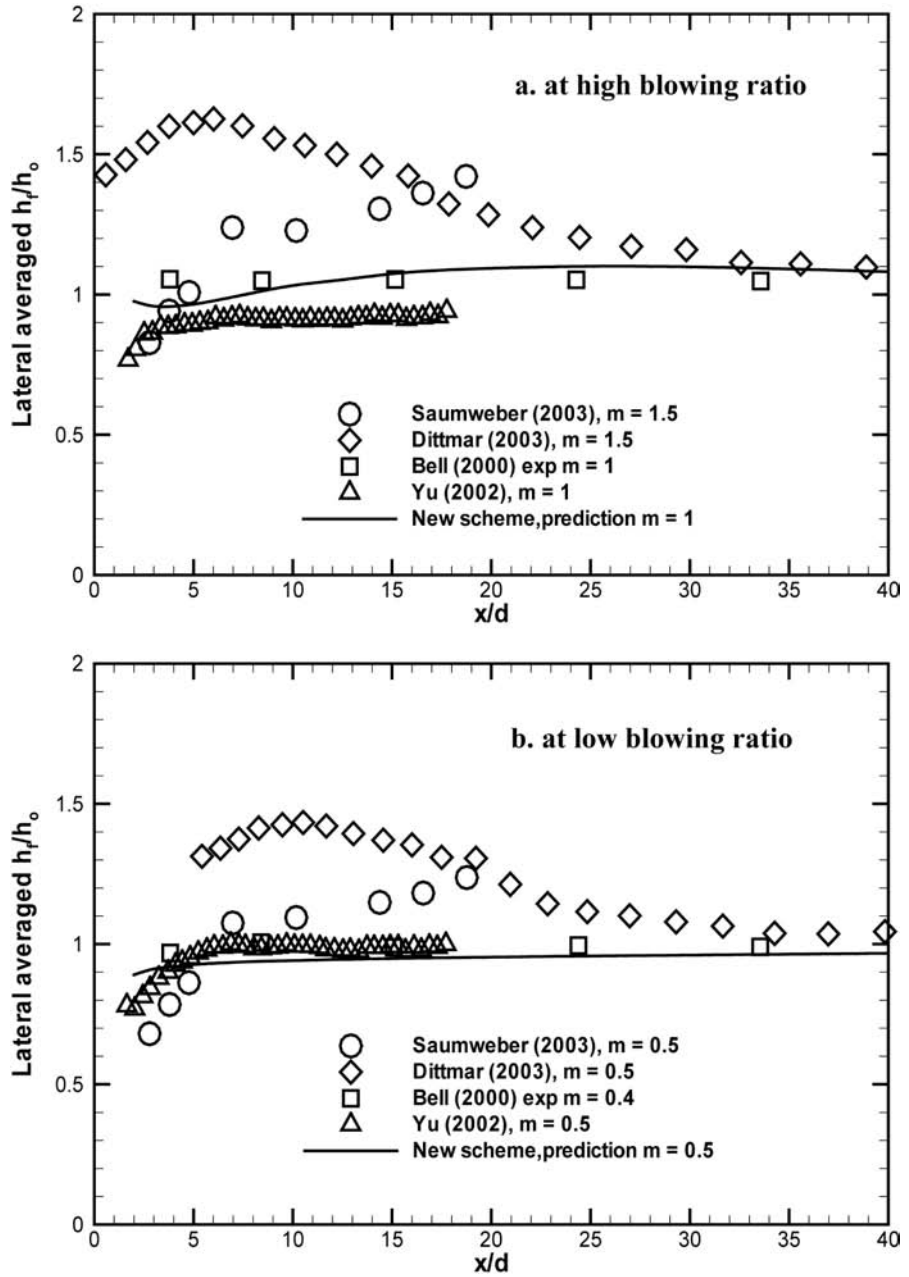 2
a. at high blowing ratio
1.5
Lateral averaged hf/ho
1
Saumweber (2003), m = 1.5
Dittmar (2003), m = 1.5
0.5
Bell (2000) exp m = 1
Yu (2002), m = 1
New scheme,prediction m = 1
0
0 5 10 15 20 25 30 35 40
x/d
2
b. at low blowing ratio
1.5
Lateral averaged hf/ho
1
Saumweber (2003), m = 0.5
Dittmar (2003), m = 0.5
0.5
Bell (2000) exp m = 0.4
Yu (2002), m = 0.5
New scheme,prediction m = 0.5
0
0 5 10 15 20 25 30 35 40
x/d